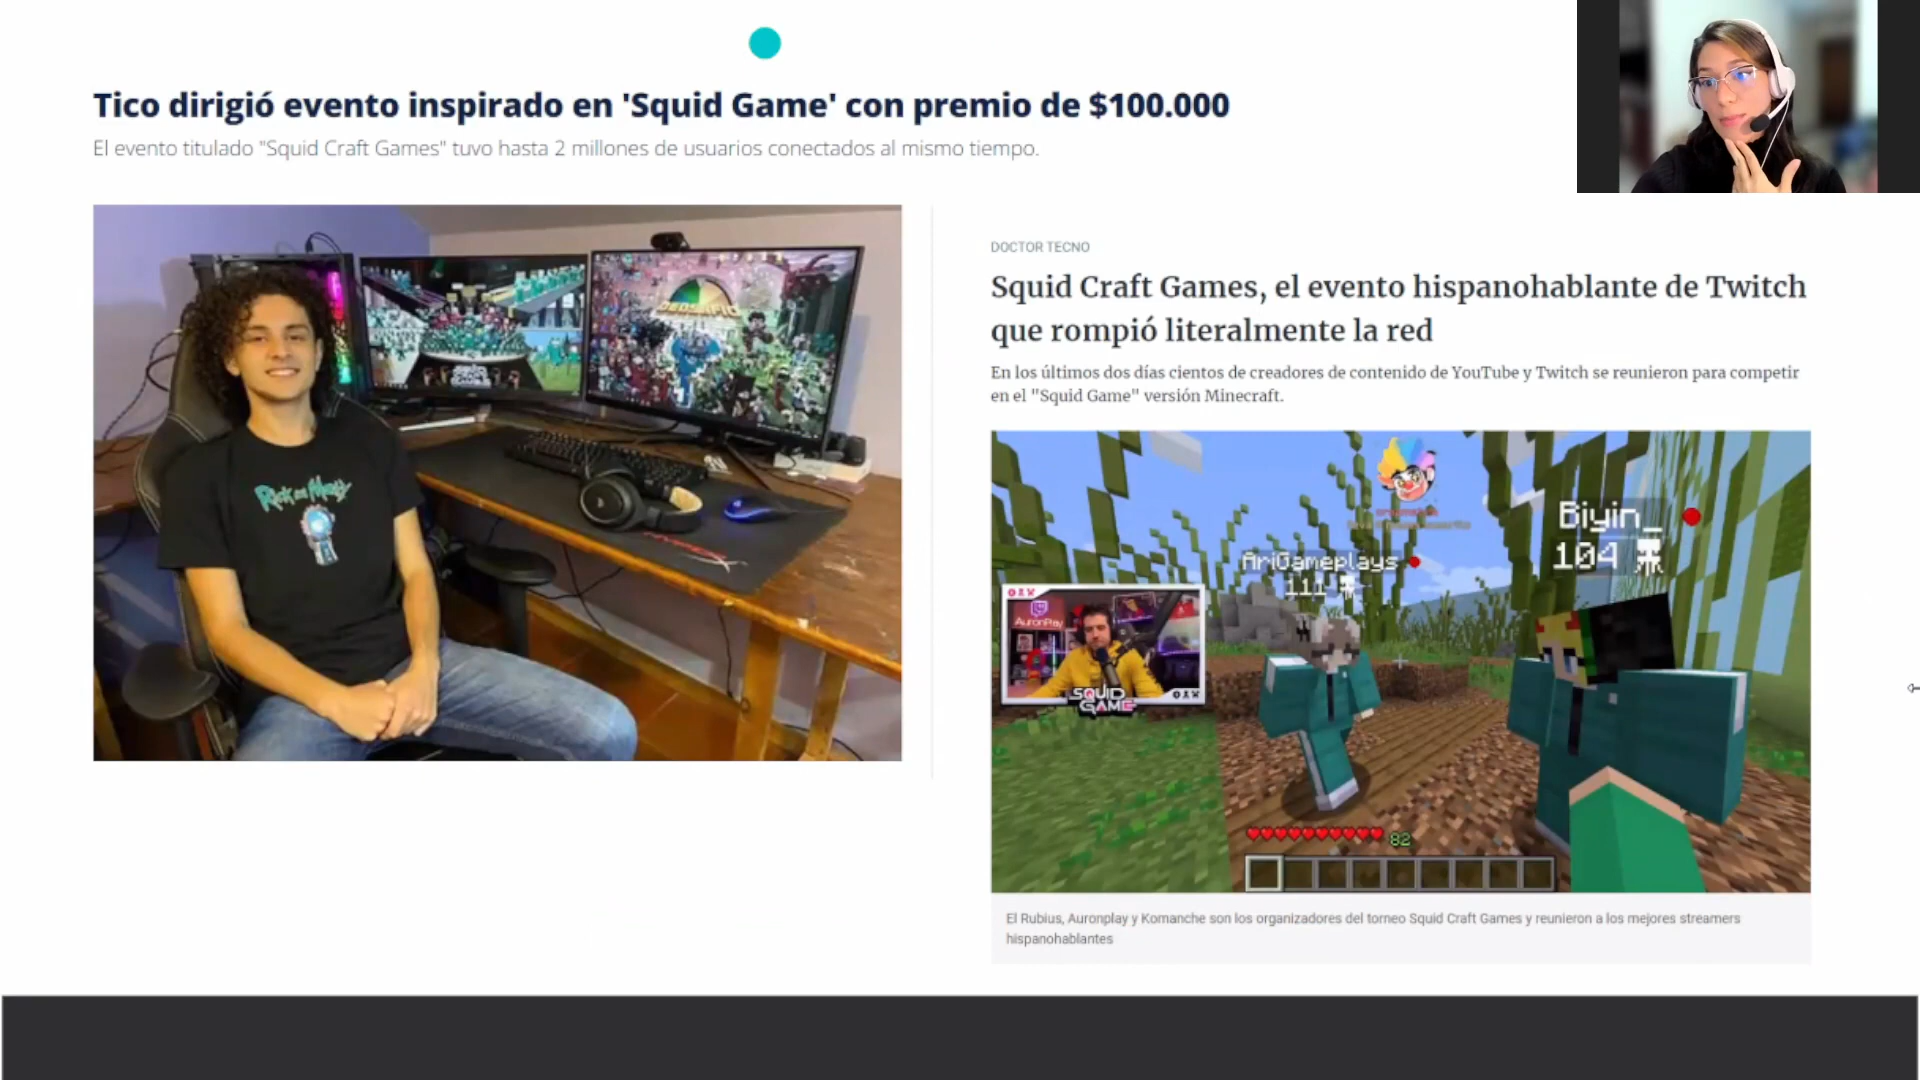 Tico dirigió evento inspirado en 'Squid Game' con premio de $100.000
El evento titulado "Squid Craft Games" tuvo hasta 2 millones de usuarios conectados al mismo tiempo.
Rick and Morty
DOCTOR TECNO
Squid Craft Games, el evento hispanohablante de Twitch
que rompió literalmente la red
En los últimos dos días cientos de creadores de contenido de YouTube y Twitch se reunieron para competir
en el "Squid Game" versión Minecraft.
Biyin_
104
AriGameplays
111
AuronPlay
SQUID
GAME
82
El Rubius, Auronplay y Komanche son los organizadores del torneo Squid Craft Games y reunieron a los mejores streamers
hispanohablantes